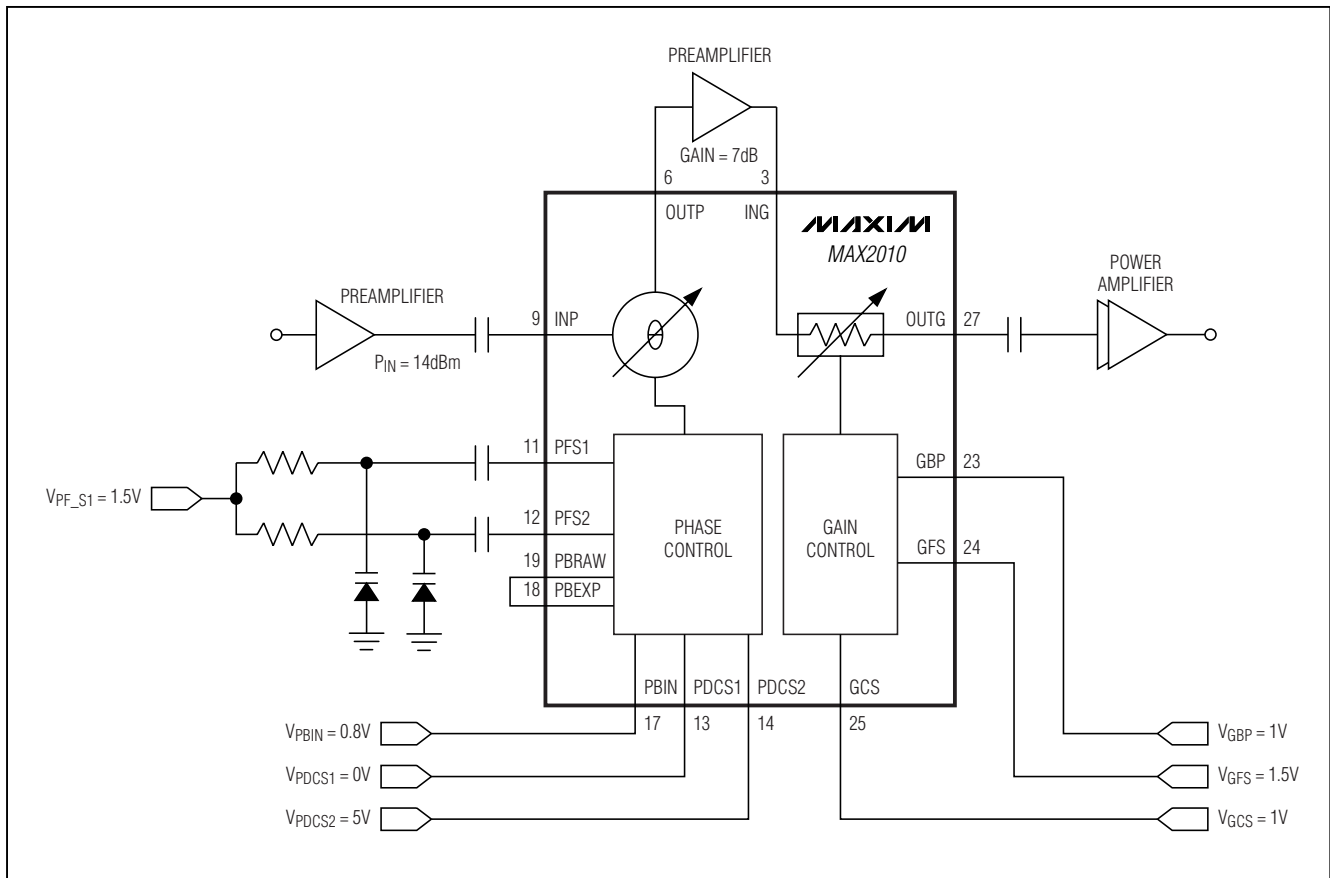 PREAMPLIFIER
GAIN = 7dB
6
3
OUTP
ING
MAXIM
MAX2010
PREAMPLIFIER
PIN = 14dBm
9
INP
OUTG
27
POWER
AMPLIFIER
VPF_S1 = 1.5V
11
PFS1
12
PFS2
19
PBRAW
18
PBEXP
PHASE
CONTROL
GAIN
CONTROL
GBP
23
GFS
24
PBIN
PDCS1
PDCS2
GCS
17
13
14
25
VPBIN = 0.8V
VPDCS1 = 0V
VPDCS2 = 5V
VGBP = 1V
VGFS = 1.5V
VGCS = 1V